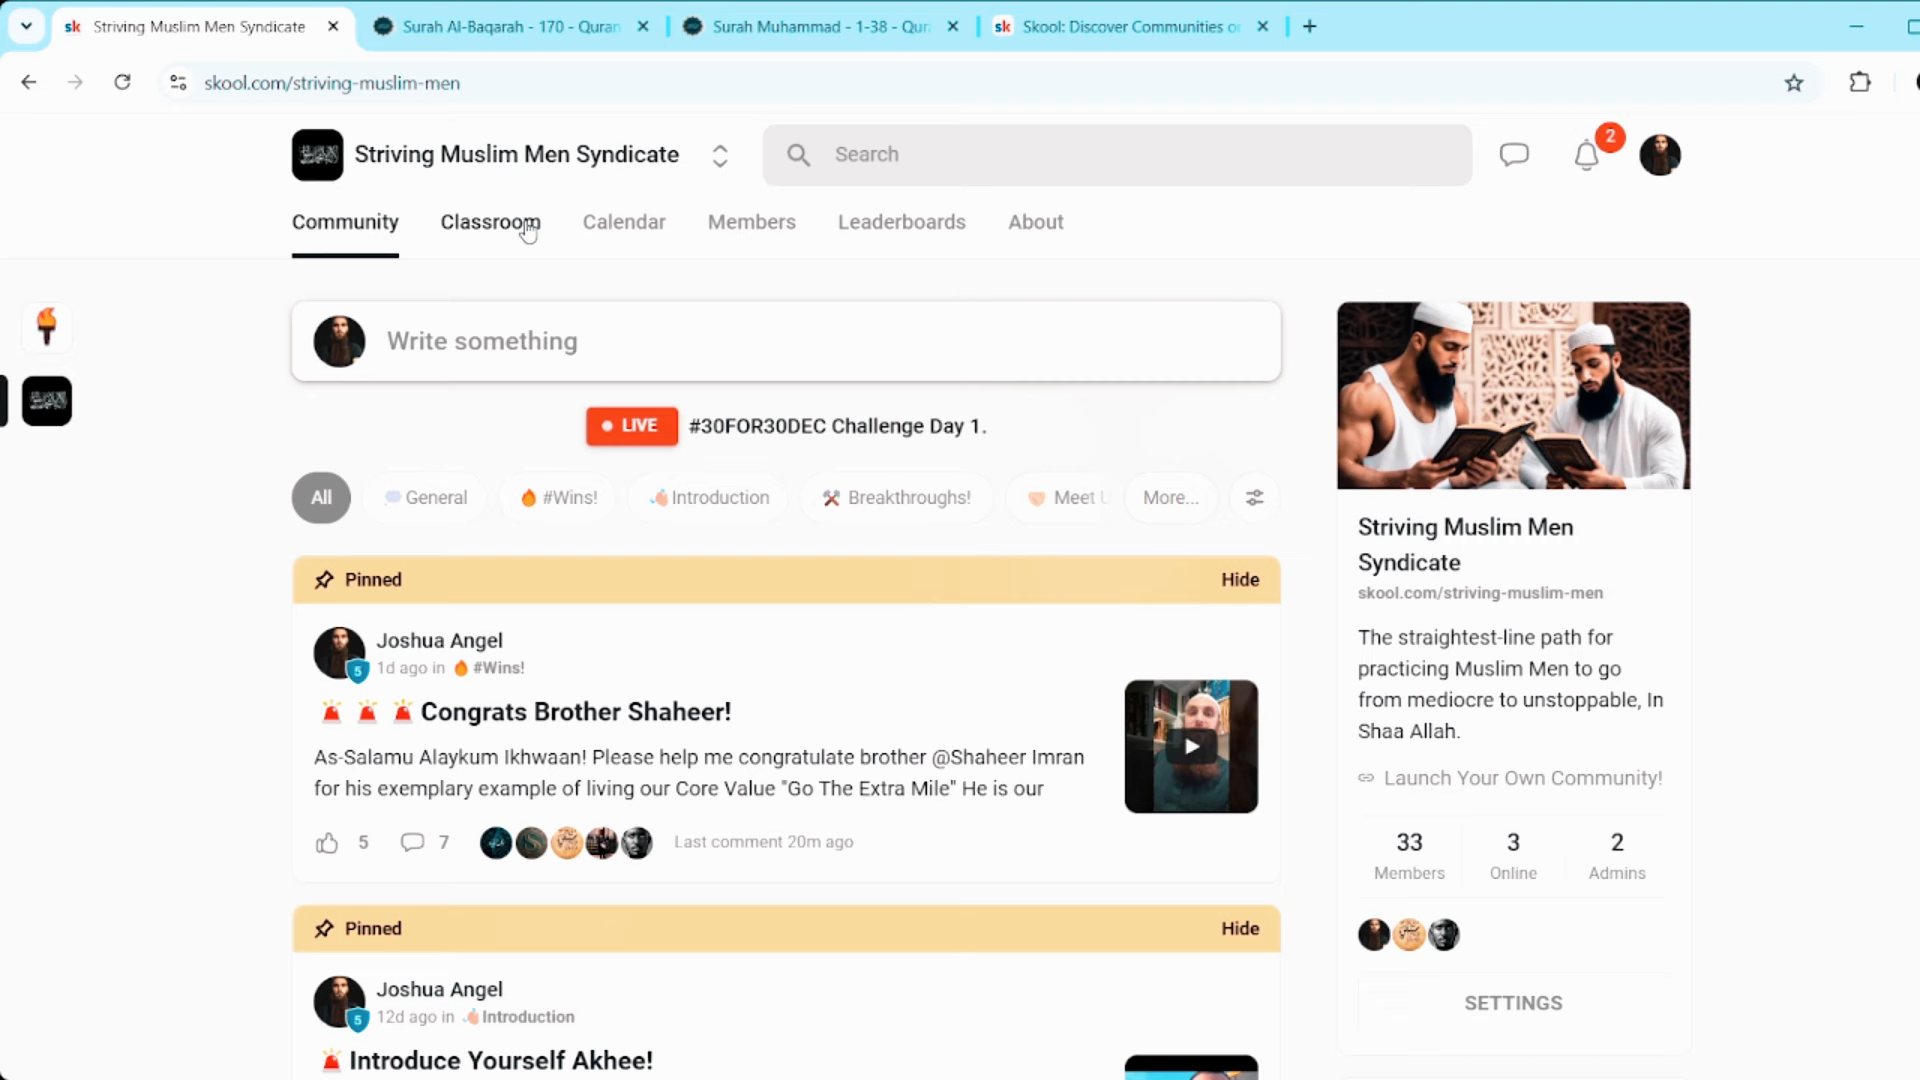 sk Striving Muslim Men Syndicate
Surah Al-Baqarah - 170 - Quran
Surah Muhammad - 1-38 - Qur
sk Skool: Discover Communities or
skool.com/striving-muslim-men
Striving Muslim Men Syndicate
Search
2
Community Classroom Calendar Members Leaderboards About
Write something
LIVE #30FOR30DEC Challenge Day 1.
All General #Wins! Introduction Breakthroughs! Meet U More...
Pinned Hide
Joshua Angel
5 1d ago in #Wins!
Congrats Brother Shaheer!
As-Salamu Alaykum Ikhwaan! Please help me congratulate brother @Shaheer Imran
for his exemplary example of living our Core Value "Go The Extra Mile" He is our
5 7 Last comment 20m ago
Pinned Hide
Joshua Angel
5 12d ago in Introduction
Introduce Yourself Akhee!
Striving Muslim Men
Syndicate
skool.com/striving-muslim-men
The straightest-line path for
practicing Muslim Men to go
from mediocre to unstoppable, In
Shaa Allah.
Launch Your Own Community!
33 3 2
Members Online Admins
SETTINGS